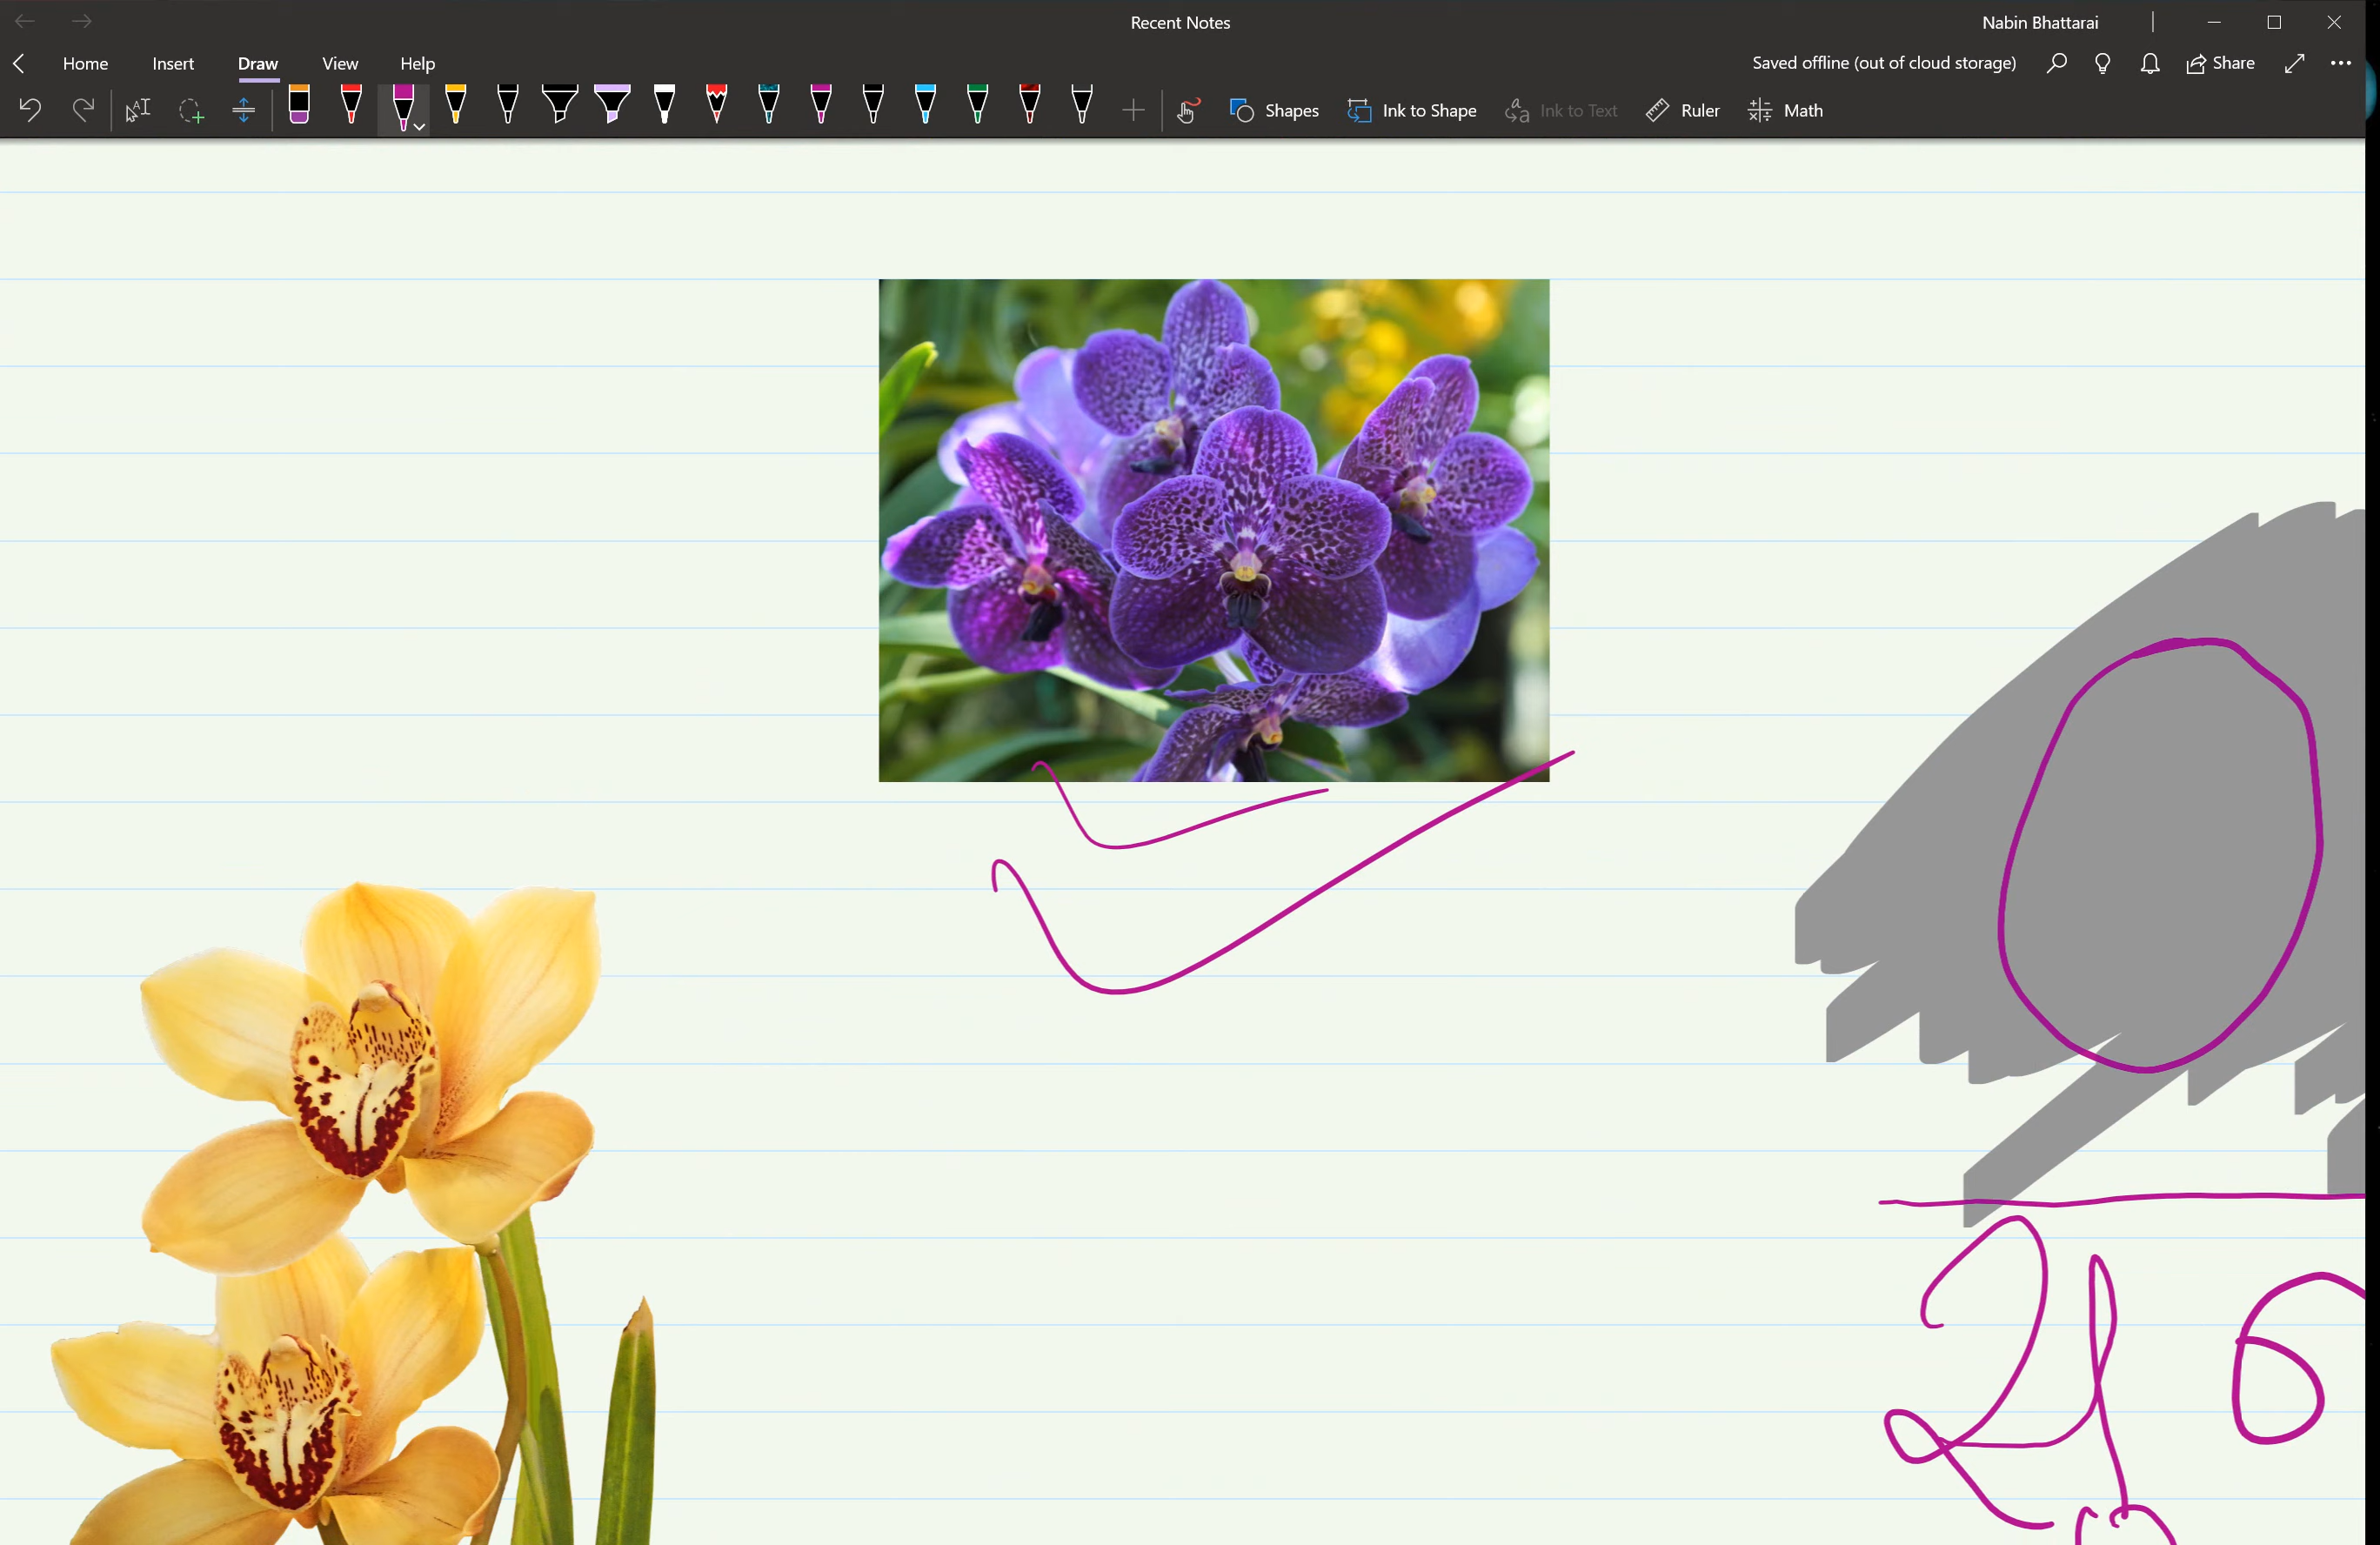 Recent Notes Nabin Bhattarai
Home Insert Draw View Help Saved offline (out of cloud storage) Share
Shapes Ink to Shape Ink to Text Ruler Math